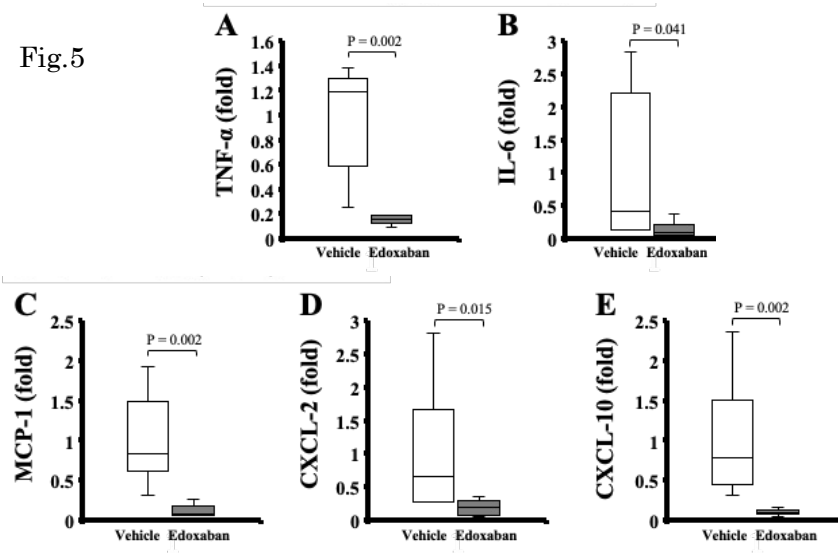 Fig.5
A
P = 0.002
TNF-α (fold)
1.6
1.4
1.2
1
0.8
0.6
0.4
0.2
0
Vehicle Edoxaban
B
P = 0.041
IL-6 (fold)
3
2.5
2
1.5
1
0.5
0
Vehicle Edoxaban
C
P = 0.002
MCP-1 (fold)
2.5
2
1.5
1
0.5
0
Vehicle Edoxaban
D
P = 0.015
CXCL-2 (fold)
3
2.5
2
1.5
1
0.5
0
Vehicle Edoxaban
E
P = 0.002
CXCL-10 (fold)
2.5
2
1.5
1
0.5
0
Vehicle Edoxaban